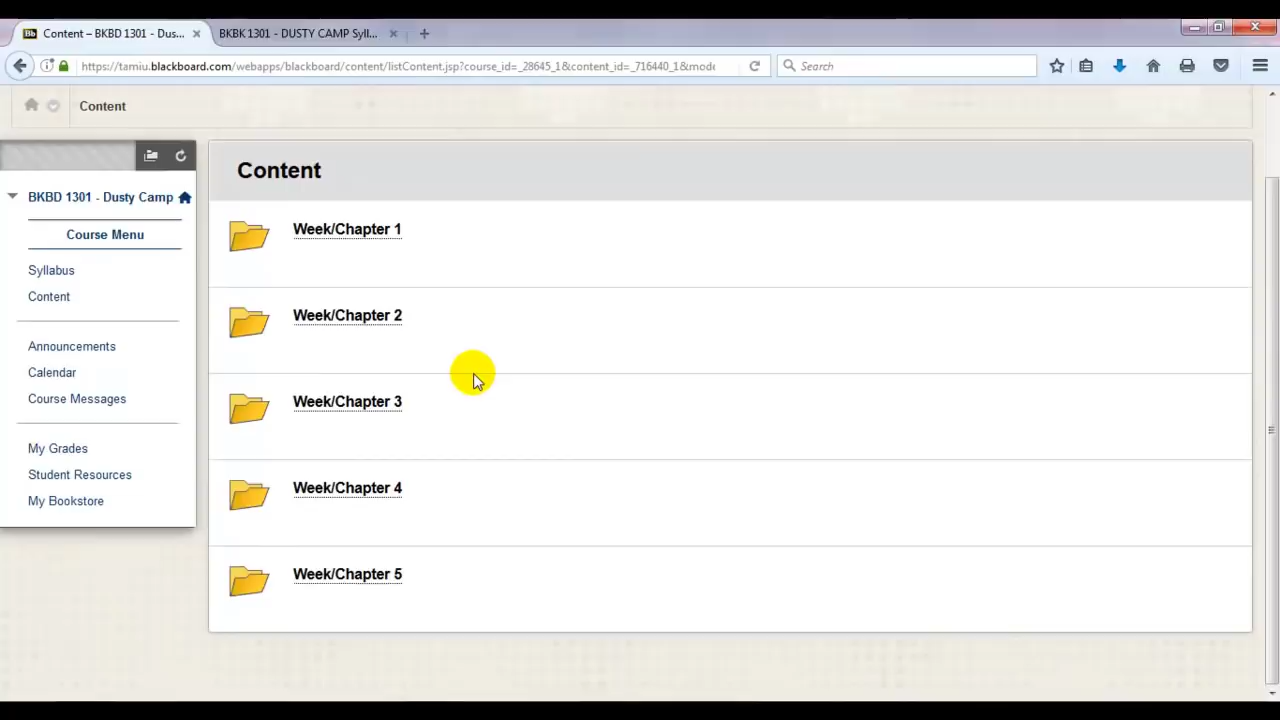 Content – BKBD 1301 - Dus...
BKBK 1301 - DUSTY CAMP Syll...
https://tamiu.blackboard.com/webapps/blackboard/content/listContent.jsp?course_id=_28645_1&content_id=_716440_1&mode
Search
Content
BKBD 1301 - Dusty Camp
Course Menu
Syllabus
Content
Announcements
Calendar
Course Messages
My Grades
Student Resources
My Bookstore
Content
Week/Chapter 1
Week/Chapter 2
Week/Chapter 3
Week/Chapter 4
Week/Chapter 5